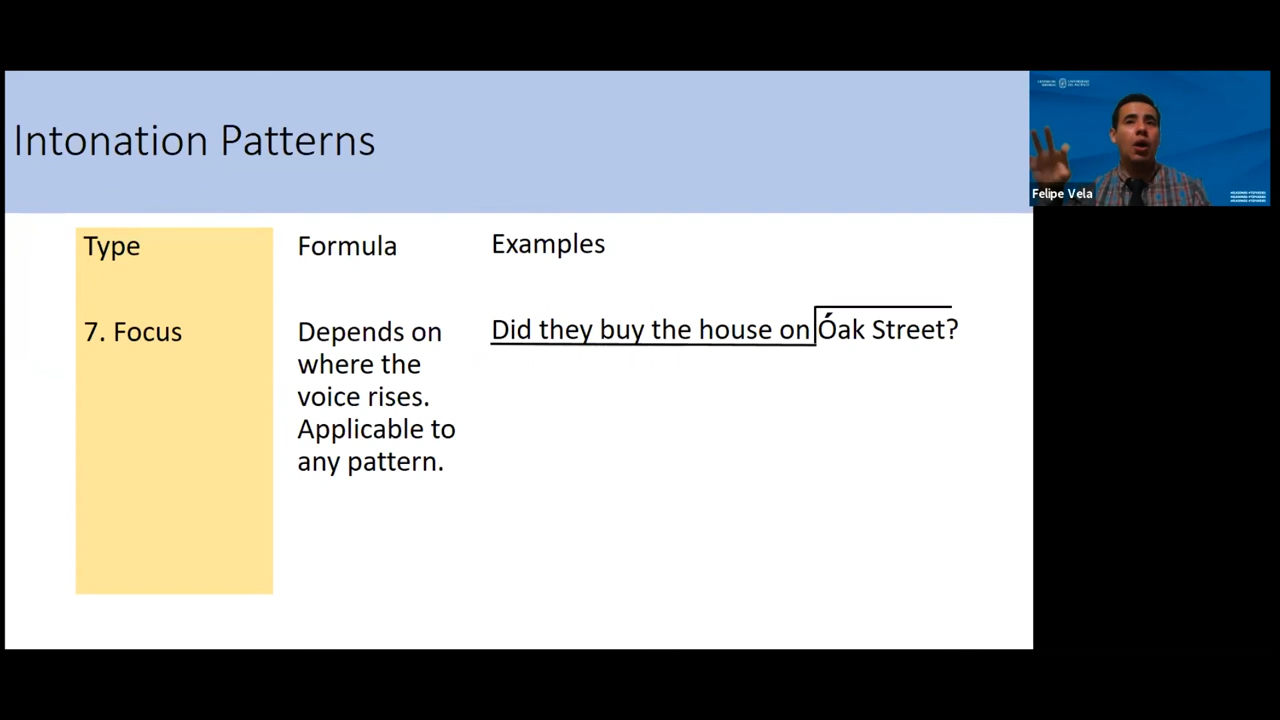 Intonation Patterns
Felipe Vela
Type
Formula
Examples
7. Focus
Depends on
where the
voice rises.
Applicable to
any pattern.
Did they buy the house on Óak Street?